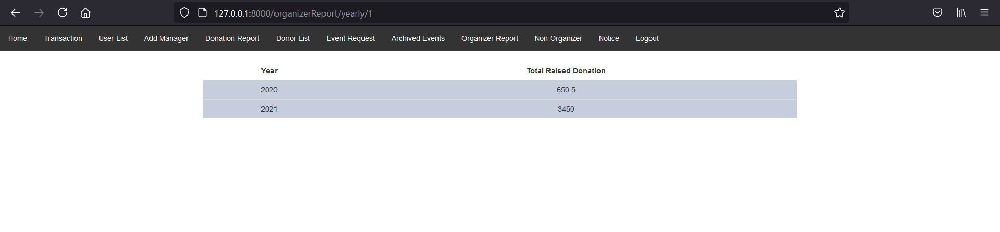 127.0.0.1:8000/organizerReport/yearly/1
Home Transaction User List Add Manager Donation Report Donor List Event Request Archived Events Organizer Report Non Organizer Notice Logout
Year Total Raised Donation
2020 650.5
2021 3450